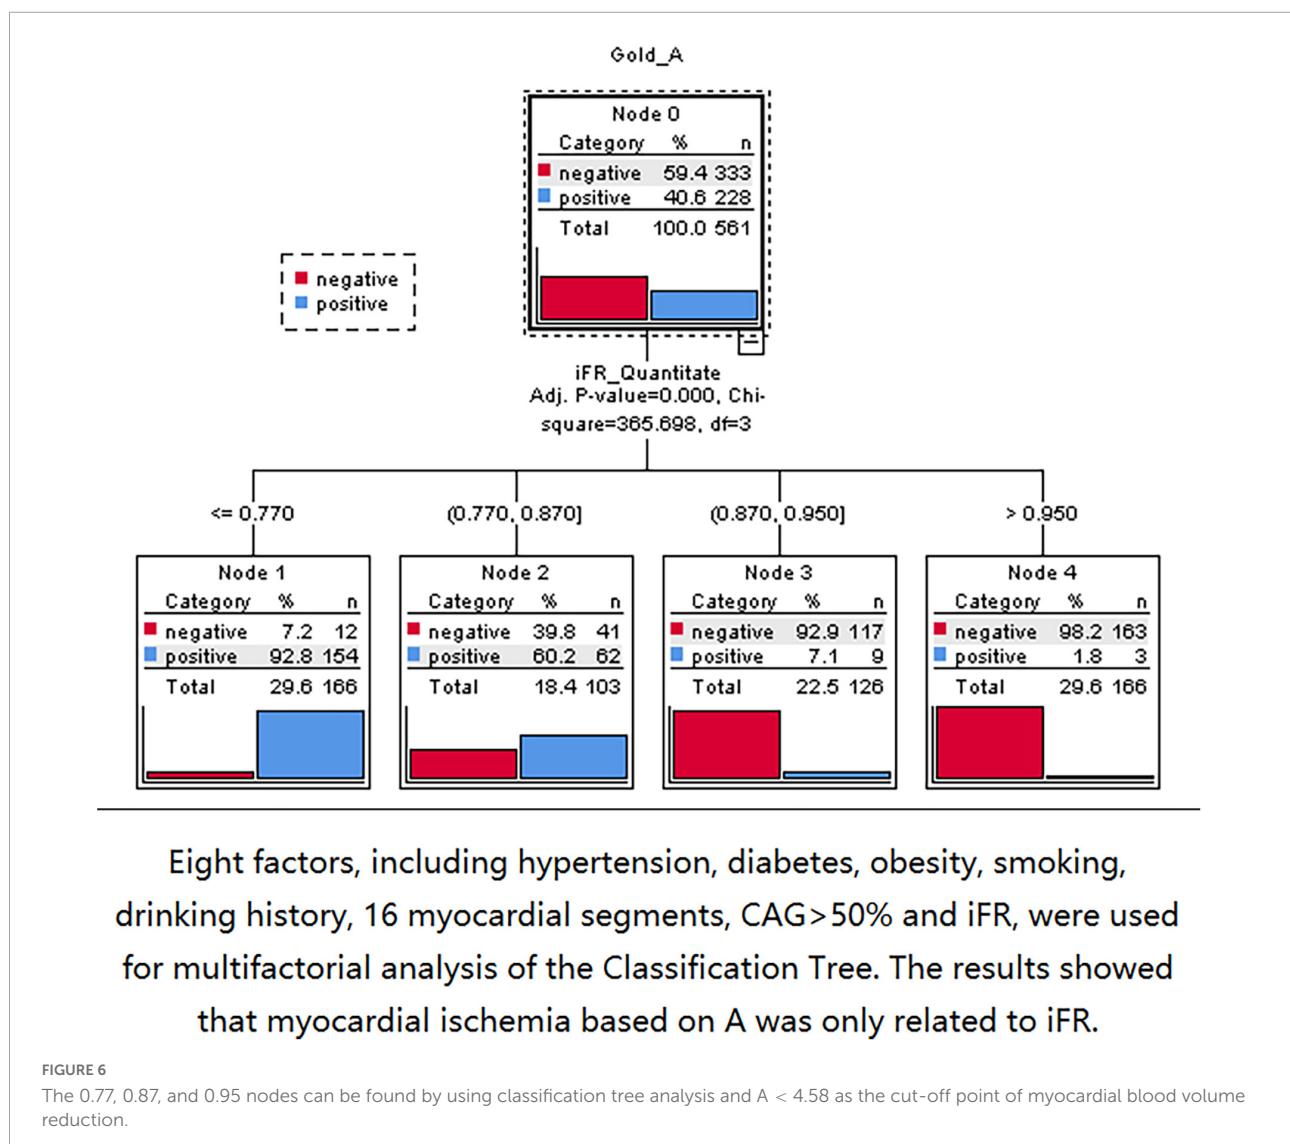 Gold_A
Node 0
Category % n
negative 59.4 333
positive 40.6 228
Total 100.0 561
negative
positive
iFR_Quantitate
Adj. P-value=0.000, Chi-
square=365.698, df=3
<= 0.770
(0.770, 0.870]
(0.870, 0.950]
> 0.950
Node 1
Category % n
negative 7.2 12
positive 92.8 154
Total 29.6 166
Node 2
Category % n
negative 39.8 41
positive 60.2 62
Total 18.4 103
Node 3
Category % n
negative 92.9 117
positive 7.1 9
Total 22.5 126
Node 4
Category % n
negative 98.2 163
positive 1.8 3
Total 29.6 166
Eight factors, including hypertension, diabetes, obesity, smoking,
drinking history, 16 myocardial segments, CAG>50% and iFR, were used
for multifactorial analysis of the Classification Tree. The results showed
that myocardial ischemia based on A was only related to iFR.
FIGURE 6
The 0.77, 0.87, and 0.95 nodes can be found by using classification tree analysis and A < 4.58 as the cut-off point of myocardial blood volume
reduction.